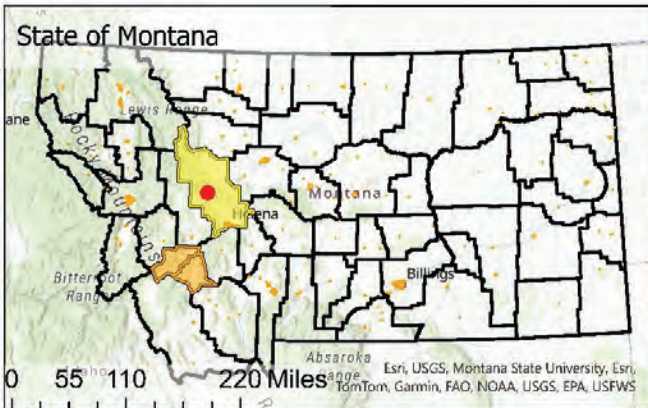 State of Montana
Lewis Range
ane
Rocky Mountains
Montana
Helena
Bitterroot
Range
Billings
Absaroka
Range
aho
0 55 110 220 Miles
Esri, USGS, Montana State University, Esri,
TomTom, Garmin, FAO, NOAA, USGS, EPA, USFWS